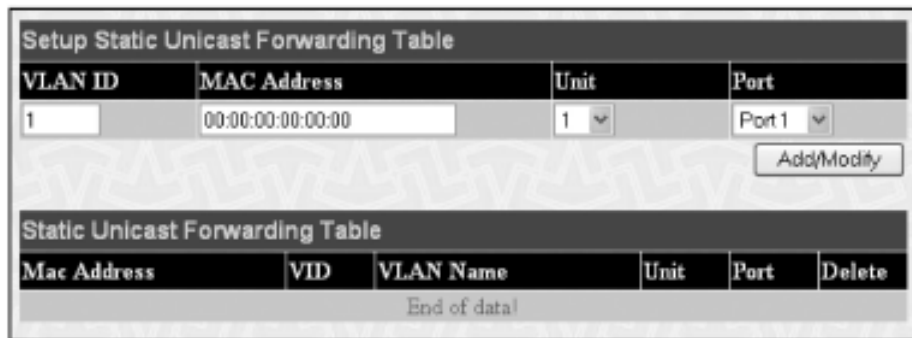 Setup Static Unicast Forwarding Table
VLAN ID MAC Address Unit Port
1 00:00:00:00:00:00 1 Port 1
Add/Modify
Static Unicast Forwarding Table
Mac Address VID VLAN Name Unit Port Delete
End of data!